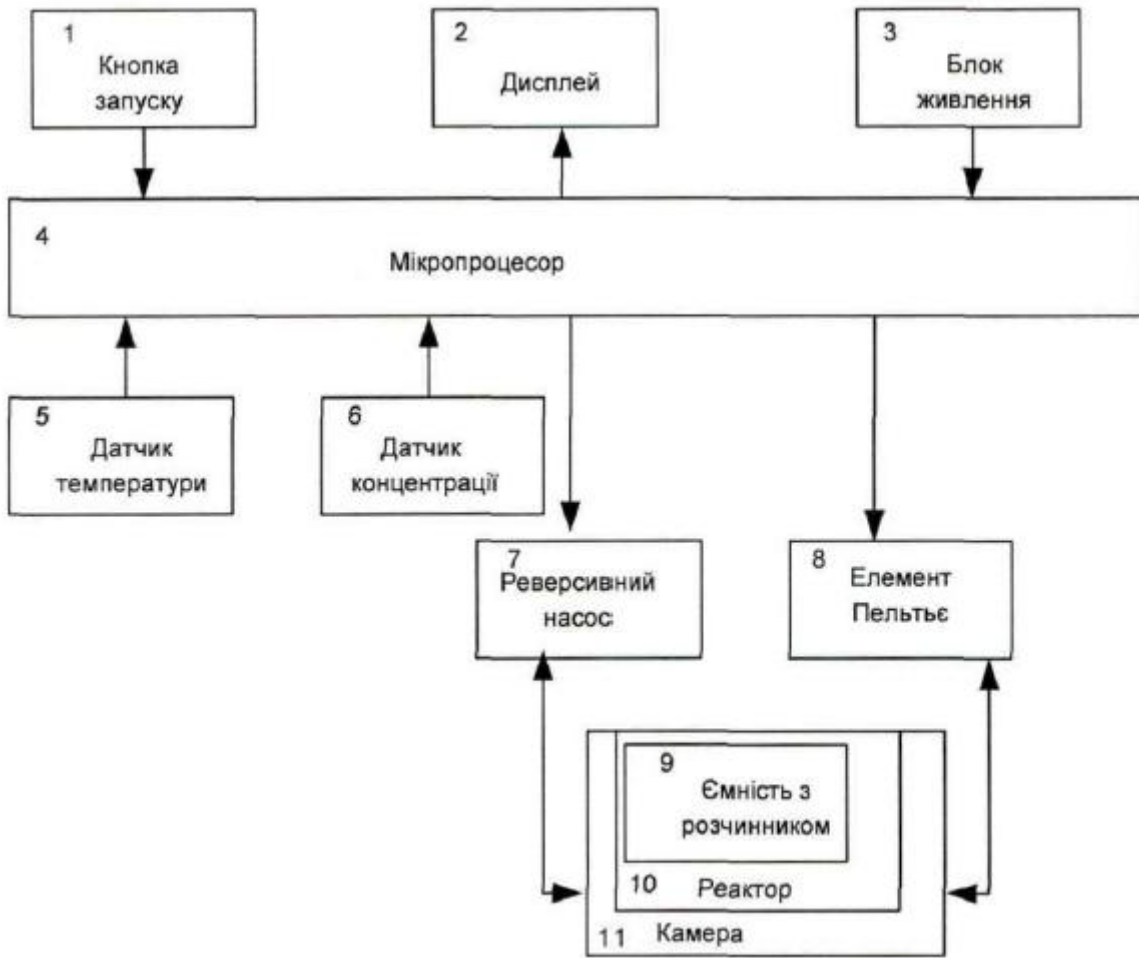 1
Кнопка
запуску
2
Дисплей
3
Блок
живлення
4
Мікропроцесор
5
Датчик
температури
6
Датчик
концентрації
7
Реверсивний
насос
8
Елемент
Пельтьє
9
Ємність з
розчинником
10 Реактор
11 Камера